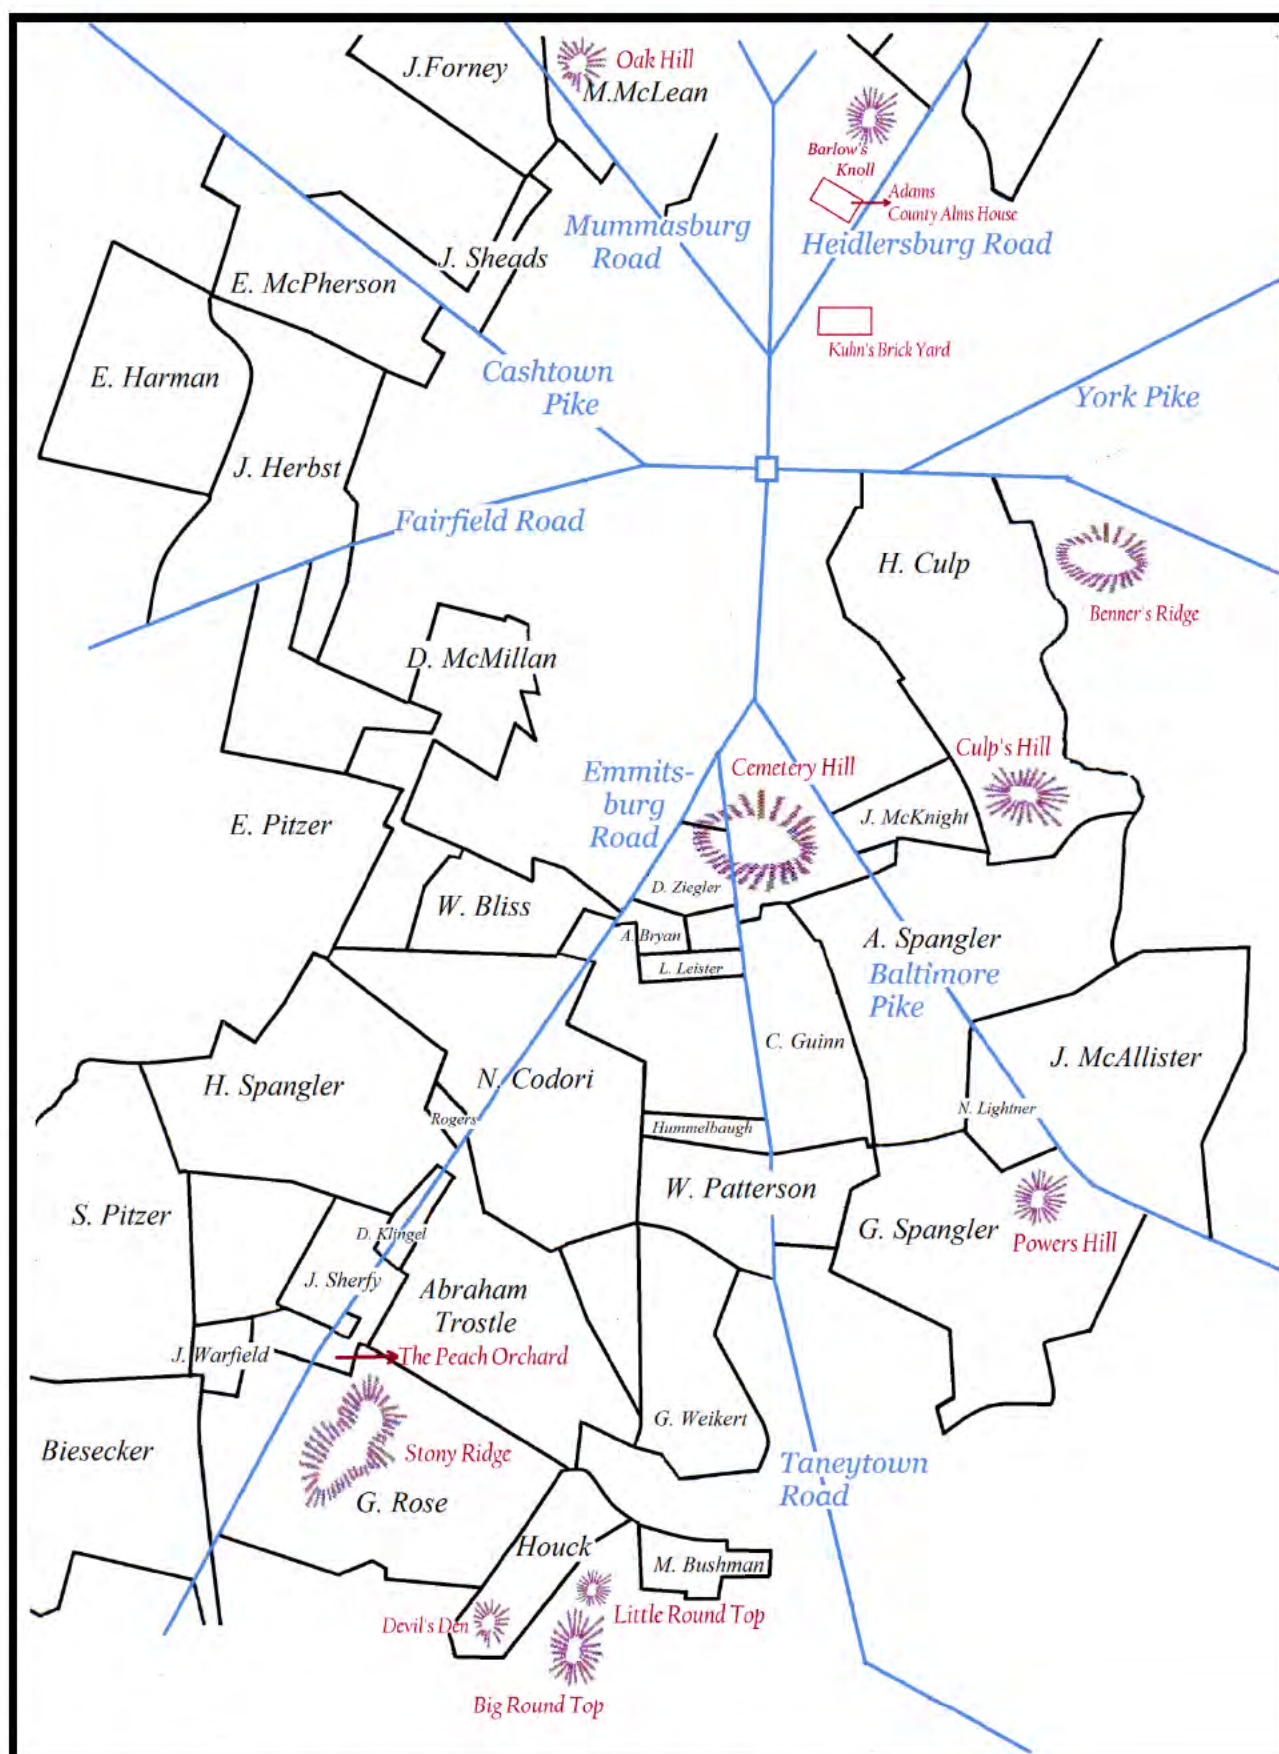 J.Forney
Oak Hill
M.McLean
Barlow's
Knoll
Adams
County Alms House
Mummasburg
Road
Heidlersburg Road
J. Sheads
E. McPherson
Kuhn's Brick Yard
E. Harman
Cashtown
Pike
York Pike
J. Herbst
Fairfield Road
H. Culp
Benner's Ridge
D. McMillan
Culp's Hill
Cemetery Hill
Emmits-
burg
Road
E. Pitzer
J. McKnight
D. Ziegler
W. Bliss
A. Bryan
L. Leister
A. Spangler
Baltimore
Pike
C. Guinn
J. McAllister
H. Spangler
N. Codori
Rogers
Hummelbaugh
N. Lightner
W. Patterson
S. Pitzer
G. Spangler
Powers Hill
D. Klingel
J. Sherfy
Abraham
Trostle
J. Warfield
The Peach Orchard
G. Weikert
Biesecker
Stony Ridge
G. Rose
Taneytown
Road
Houck
M. Bushman
Devil's Den
Little Round Top
Big Round Top